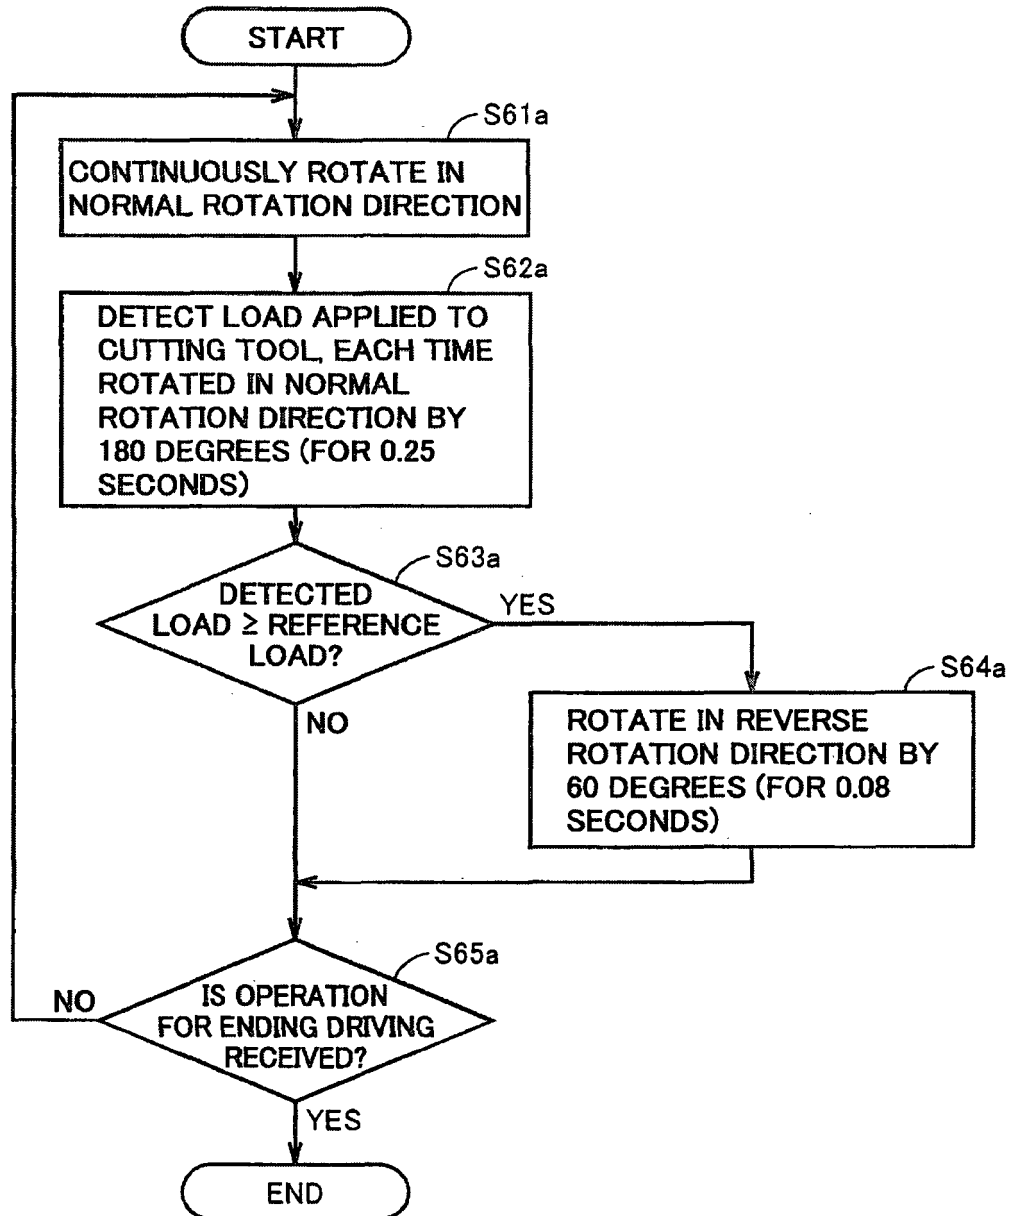 START
S61a
CONTINUOUSLY ROTATE IN
NORMAL ROTATION DIRECTION
S62a
DETECT LOAD APPLIED TO
CUTTING TOOL, EACH TIME
ROTATED IN NORMAL
ROTATION DIRECTION BY
180 DEGREES (FOR 0.25
SECONDS)
S63a
DETECTED
LOAD ≥ REFERENCE
LOAD?
YES
NO
S64a
ROTATE IN REVERSE
ROTATION DIRECTION BY
60 DEGREES (FOR 0.08
SECONDS)
S65a
IS OPERATION
FOR ENDING DRIVING
RECEIVED?
NO
YES
END